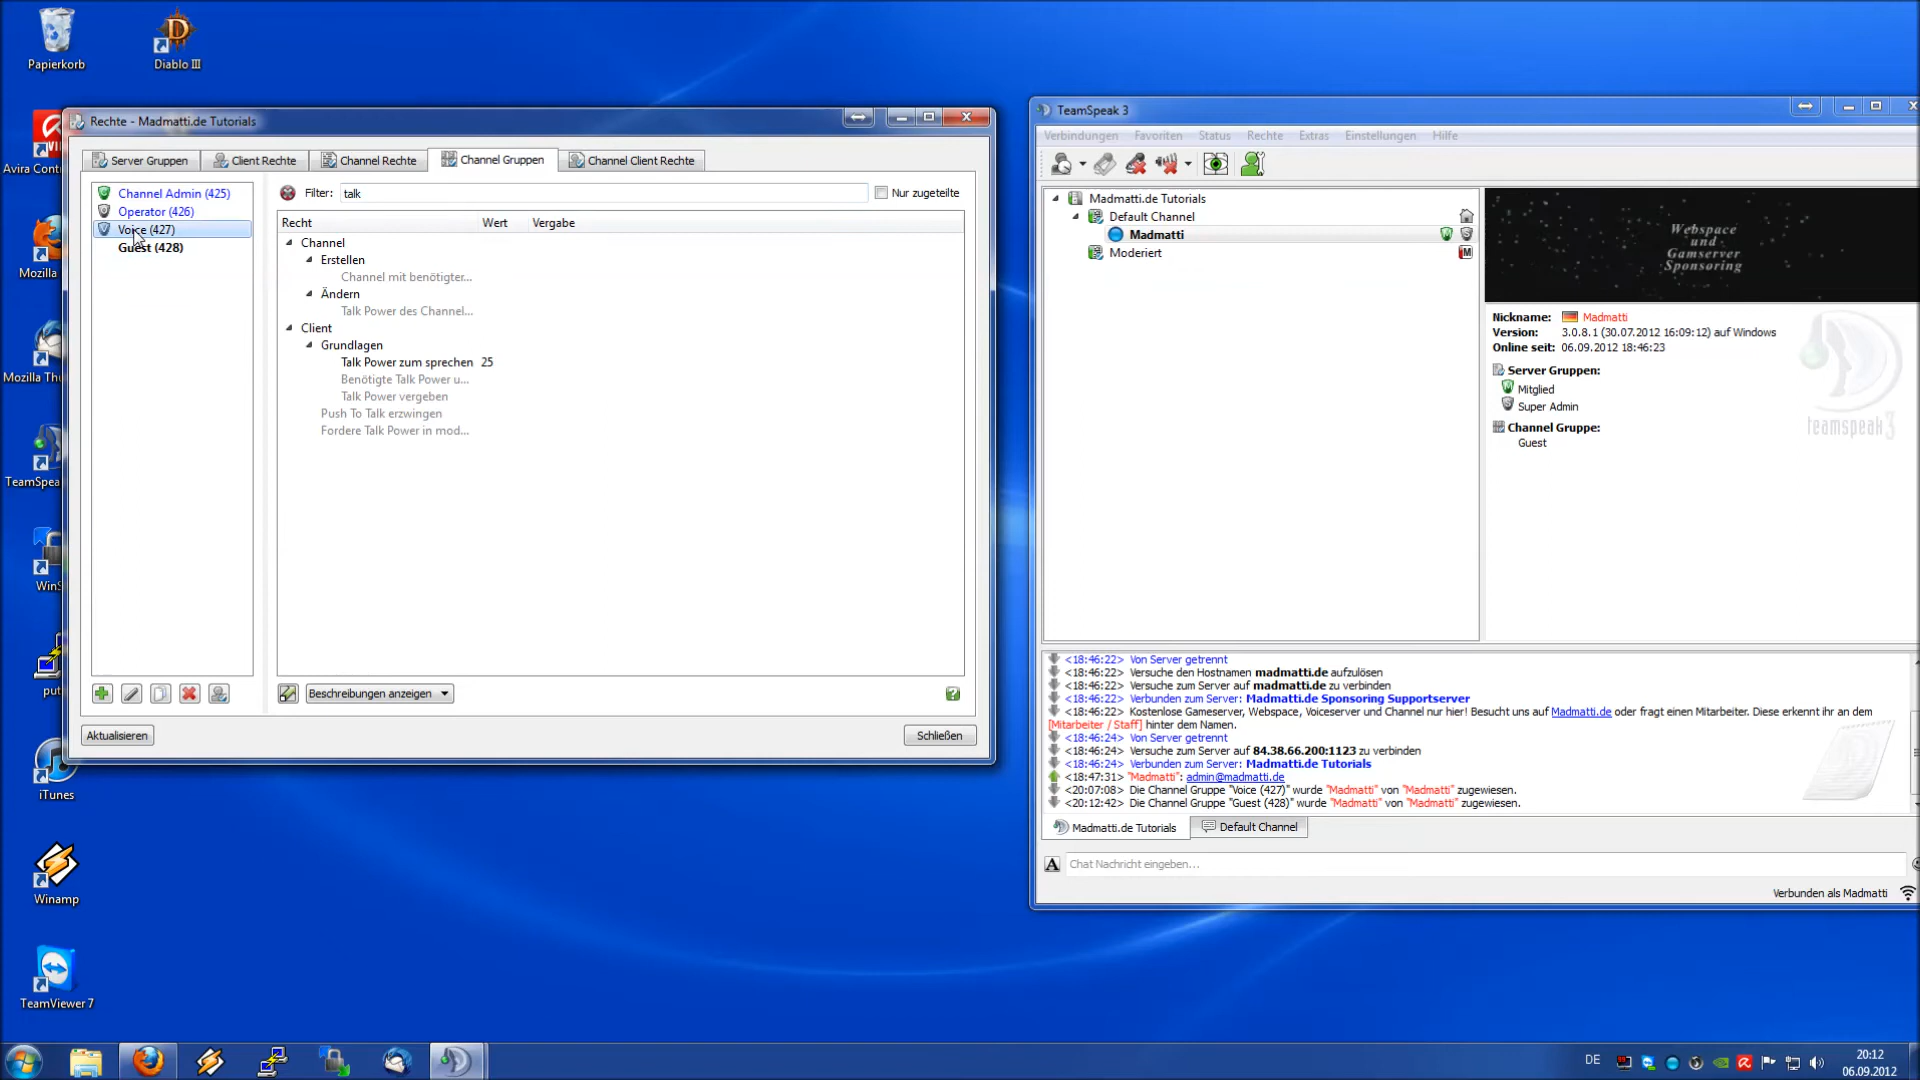 Papierkorb
Diablo III
Avira Cont
Mozilla
Mozilla Thu
TeamSpea
WinS
put
iTunes
Winamp
TeamViewer 7
Rechte - Madmatti.de Tutorials
Server Gruppen
Client Rechte
Channel Rechte
Channel Gruppen
Channel Client Rechte
Channel Admin (425)
Operator (426)
Voice (427)
Guest (428)
Filter:
talk
Nur zugeteilte
Recht
Wert
Vergabe
Channel
Erstellen
Channel mit benötigter...
Ändern
Talk Power des Channel...
Client
Grundlagen
Talk Power zum sprechen 25
Benötigte Talk Power u...
Talk Power vergeben
Push To Talk erzwingen
Fordere Talk Power in mod...
Beschreibungen anzeigen
Aktualisieren
Schließen
TeamSpeak 3
Verbindungen Favoriten Status Rechte Extras Einstellungen Hilfe
Madmatti.de Tutorials
Default Channel
Madmatti
Moderiert
Webspace
und
Gamserver
Sponsoring
Nickname: Madmatti
Version: 3.0.8.1 (30.07.2012 16:09:12) auf Windows
Online seit: 06.09.2012 18:46:23
Server Gruppen:
Mitglied
Super Admin
Channel Gruppe:
Guest
teamspeak3
<18:46:22> Von Server getrennt
<18:46:22> Versuche den Hostnamen madmatti.de aufzulösen
<18:46:22> Versuche zum Server auf madmatti.de zu verbinden
<18:46:22> Verbunden zum Server: Madmatti.de Sponsoring Supportserver
<18:46:22> Kostenlose Gameserver, Webspace, Voiceserver und Channel nur hier! Besucht uns auf Madmatti.de oder fragt einen Mitarbeiter. Diese erkennt ihr an dem
[Mitarbeiter / Staff] hinter dem Namen.
<18:46:24> Von Server getrennt
<18:46:24> Versuche zum Server auf 84.38.66.200:1123 zu verbinden
<18:46:24> Verbunden zum Server: Madmatti.de Tutorials
<18:47:31> "Madmatti": admin@madmatti.de
<20:07:08> Die Channel Gruppe "Voice (427)" wurde "Madmatti" von "Madmatti" zugewiesen.
<20:12:42> Die Channel Gruppe "Guest (428)" wurde "Madmatti" von "Madmatti" zugewiesen.
Madmatti.de Tutorials
Default Channel
A
Chat Nachricht eingeben...
Verbunden als Madmatti
DE
20:12
06.09.2012